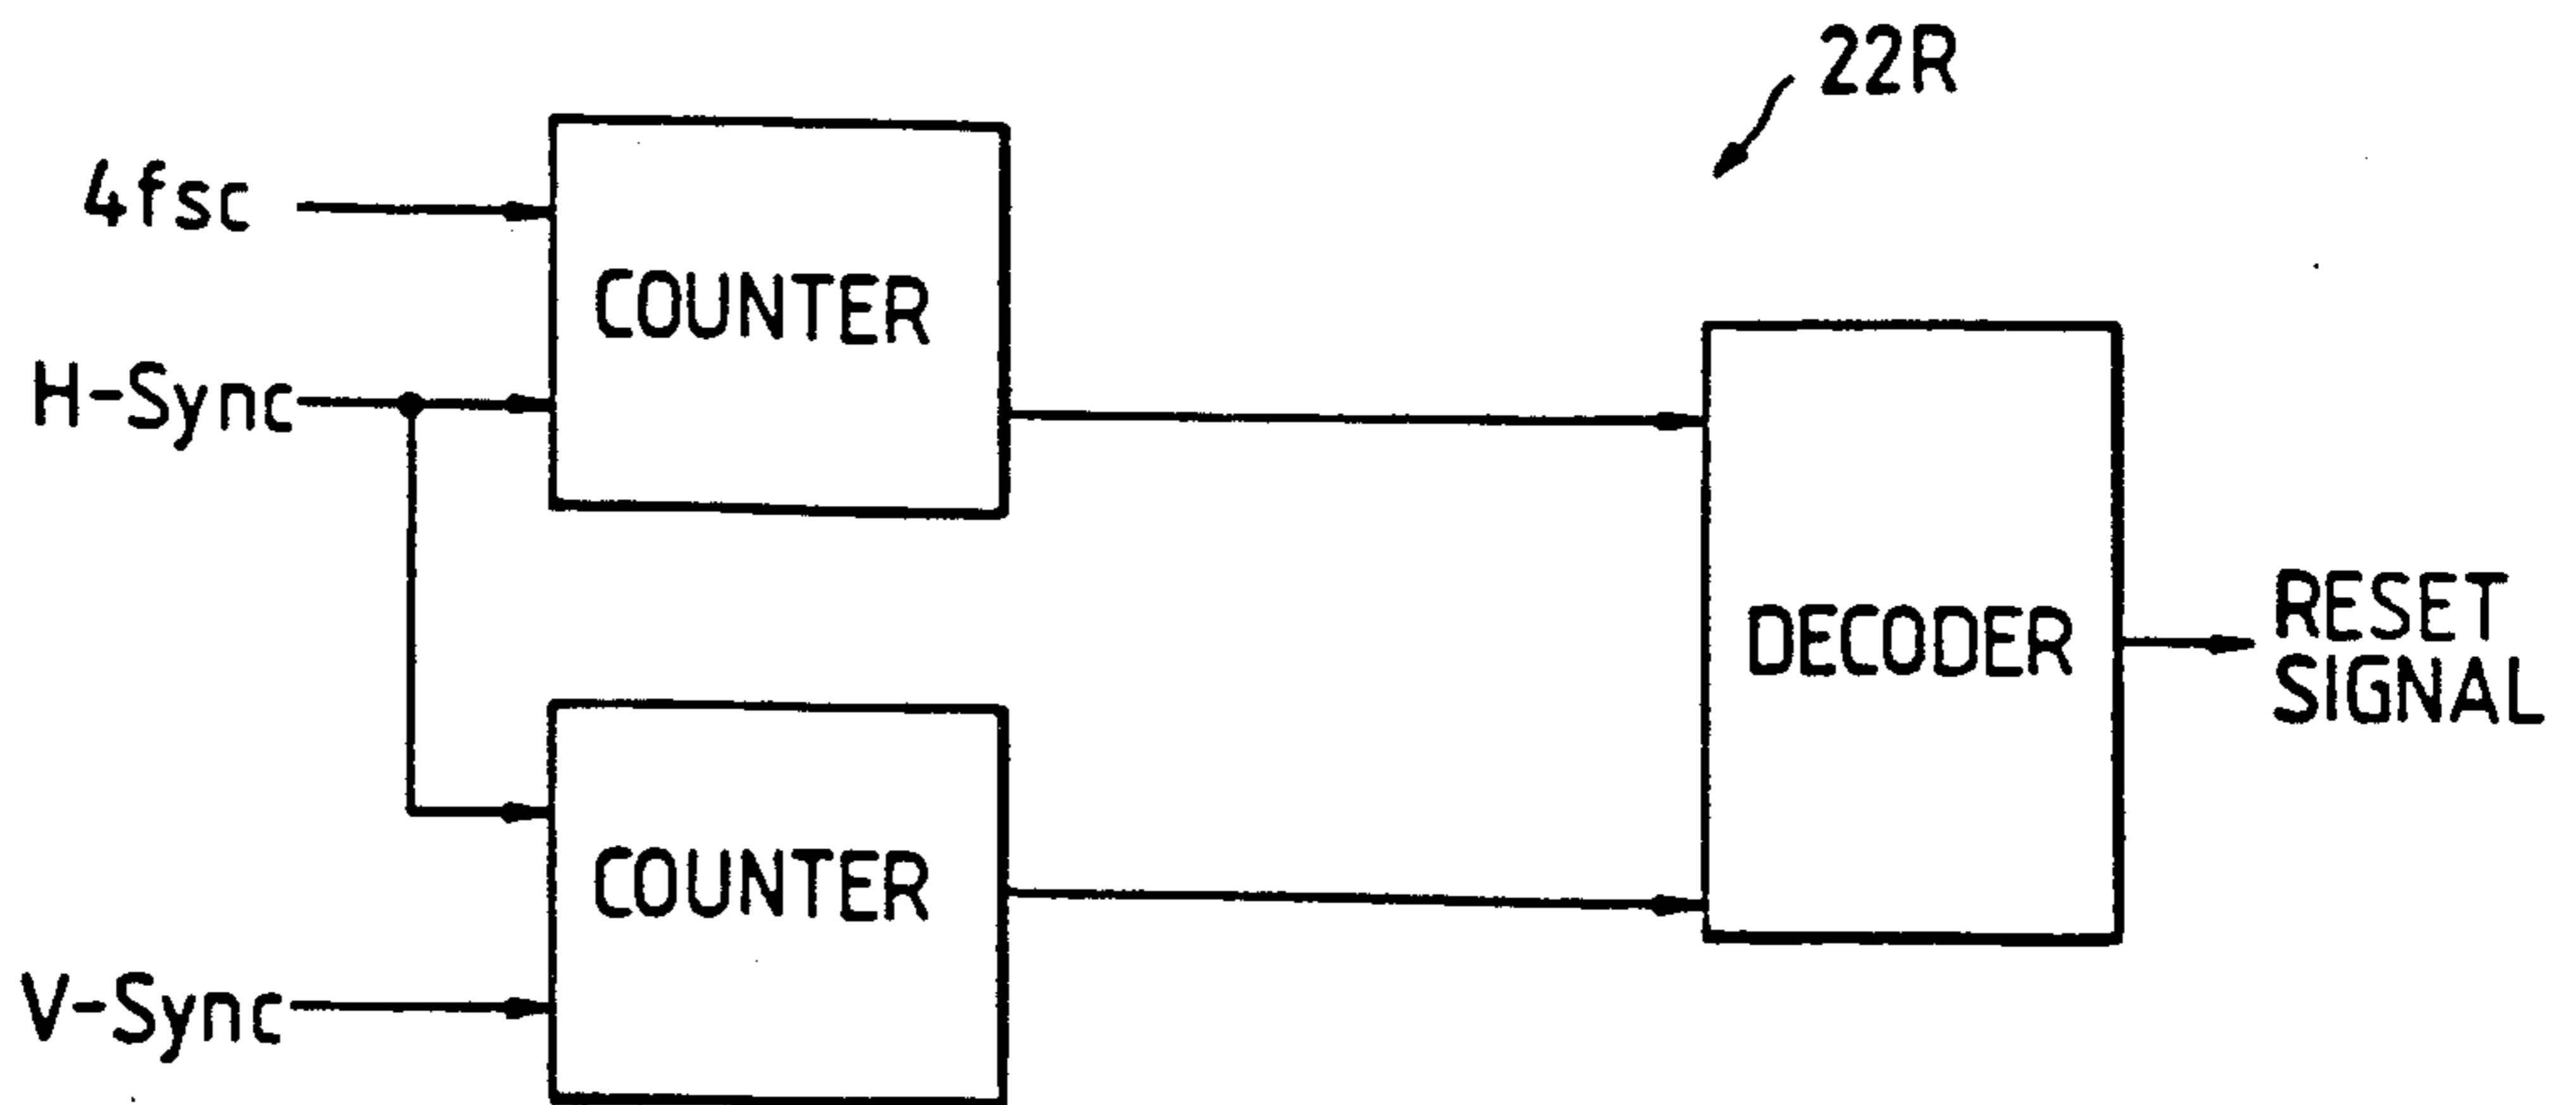 22R
4fsc
COUNTER
H-Sync
DECODER
RESET
SIGNAL
COUNTER
V-Sync